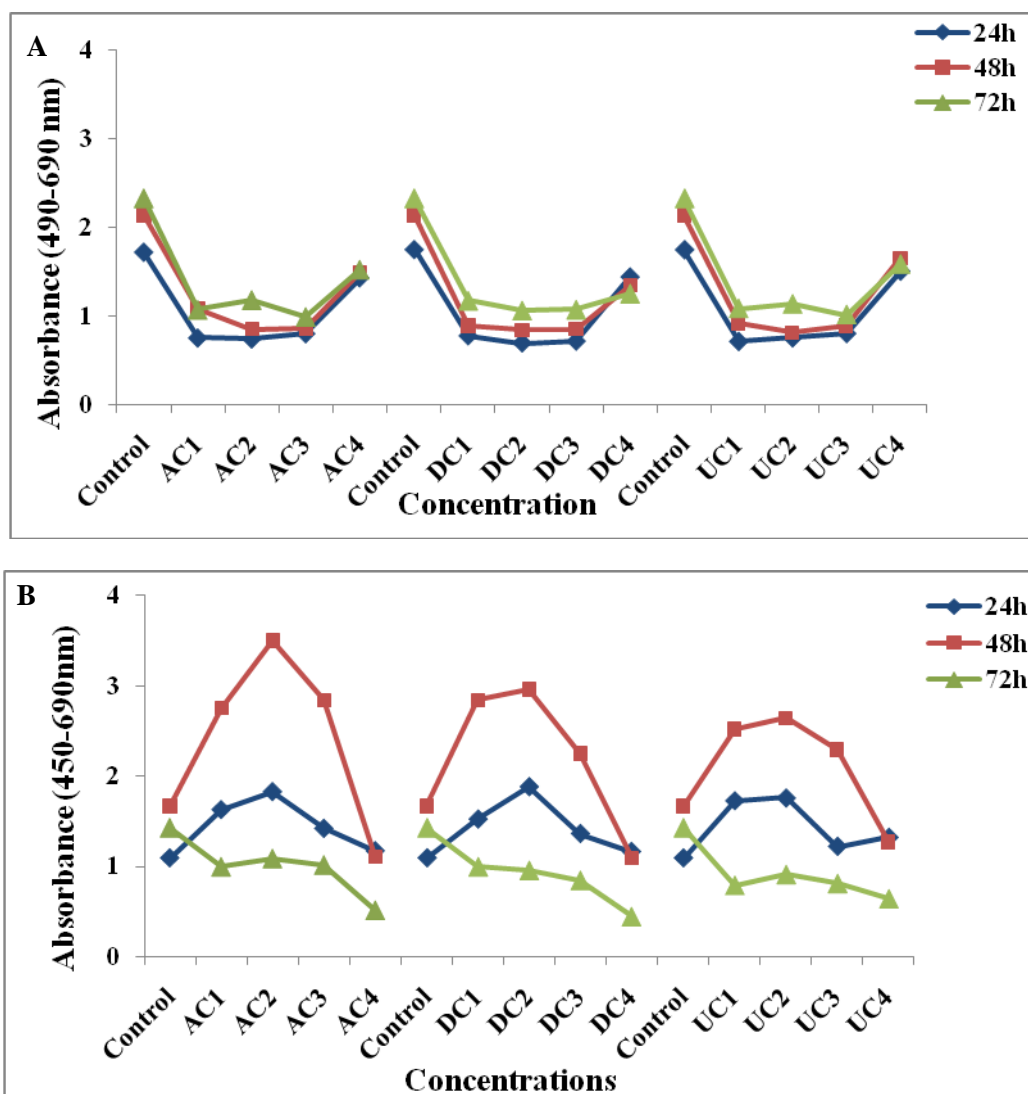 A
24h
48h
72h
4
3
2
1
0
Absorbance (490-690 nm)
Control AC1 AC2 AC3 AC4 Control DC1 DC2 DC3 DC4 Control UC1 UC2 UC3 UC4
Concentration
B
24h
48h
72h
4
3
2
1
0
Absorbance (450-690nm)
Control AC1 AC2 AC3 AC4 Control DC1 DC2 DC3 DC4 Control UC1 UC2 UC3 UC4
Concentrations